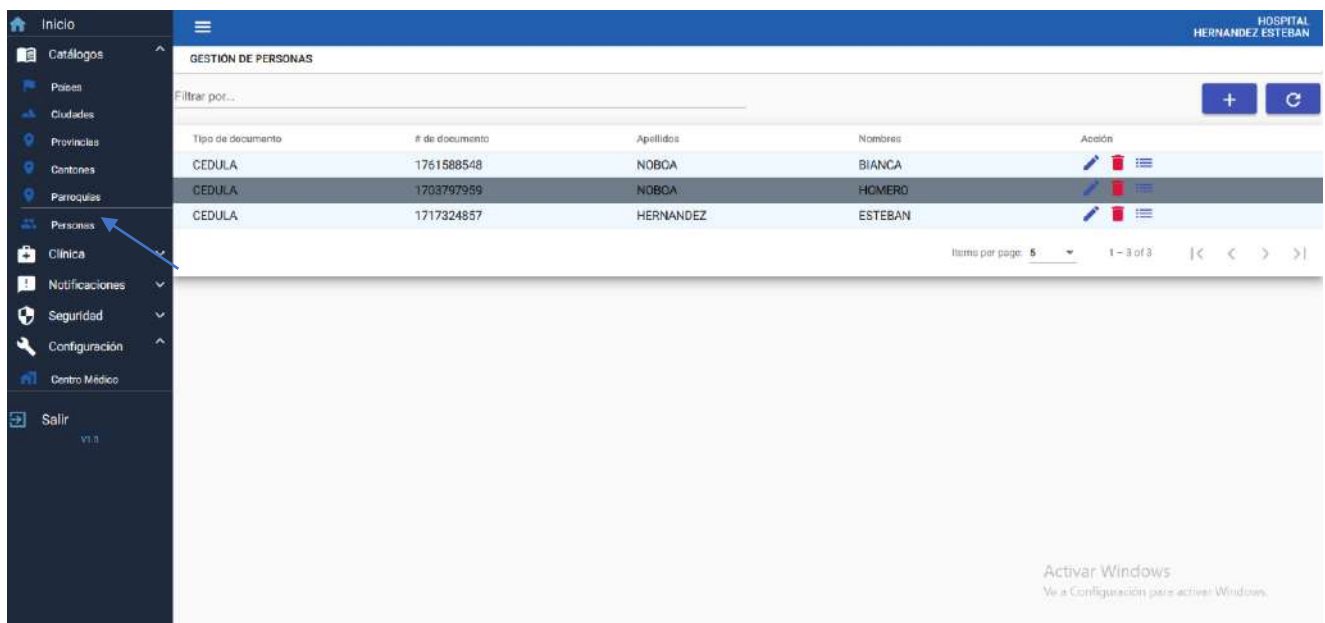 Inicio
HOSPITAL
HERNANDEZ ESTEBAN
Catálogos
GESTIÓN DE PERSONAS
Países
Filtrar por...
Ciudades
Provincias
Tipo de documento # de documento Apellidos Nombres Acción
Cantones
CEDULA 1761588548 NOBOA BIANCA
Parroquias
CEDULA 1703797959 NOBOA HOMERO
Personas
CEDULA 1717324857 HERNANDEZ ESTEBAN
Clínica
Items per page: 5 1 – 3 of 3
Notificaciones
Seguridad
Configuración
Centro Médico
Salir
V1.3
Activar Windows
Ve a Configuración para activar Windows.